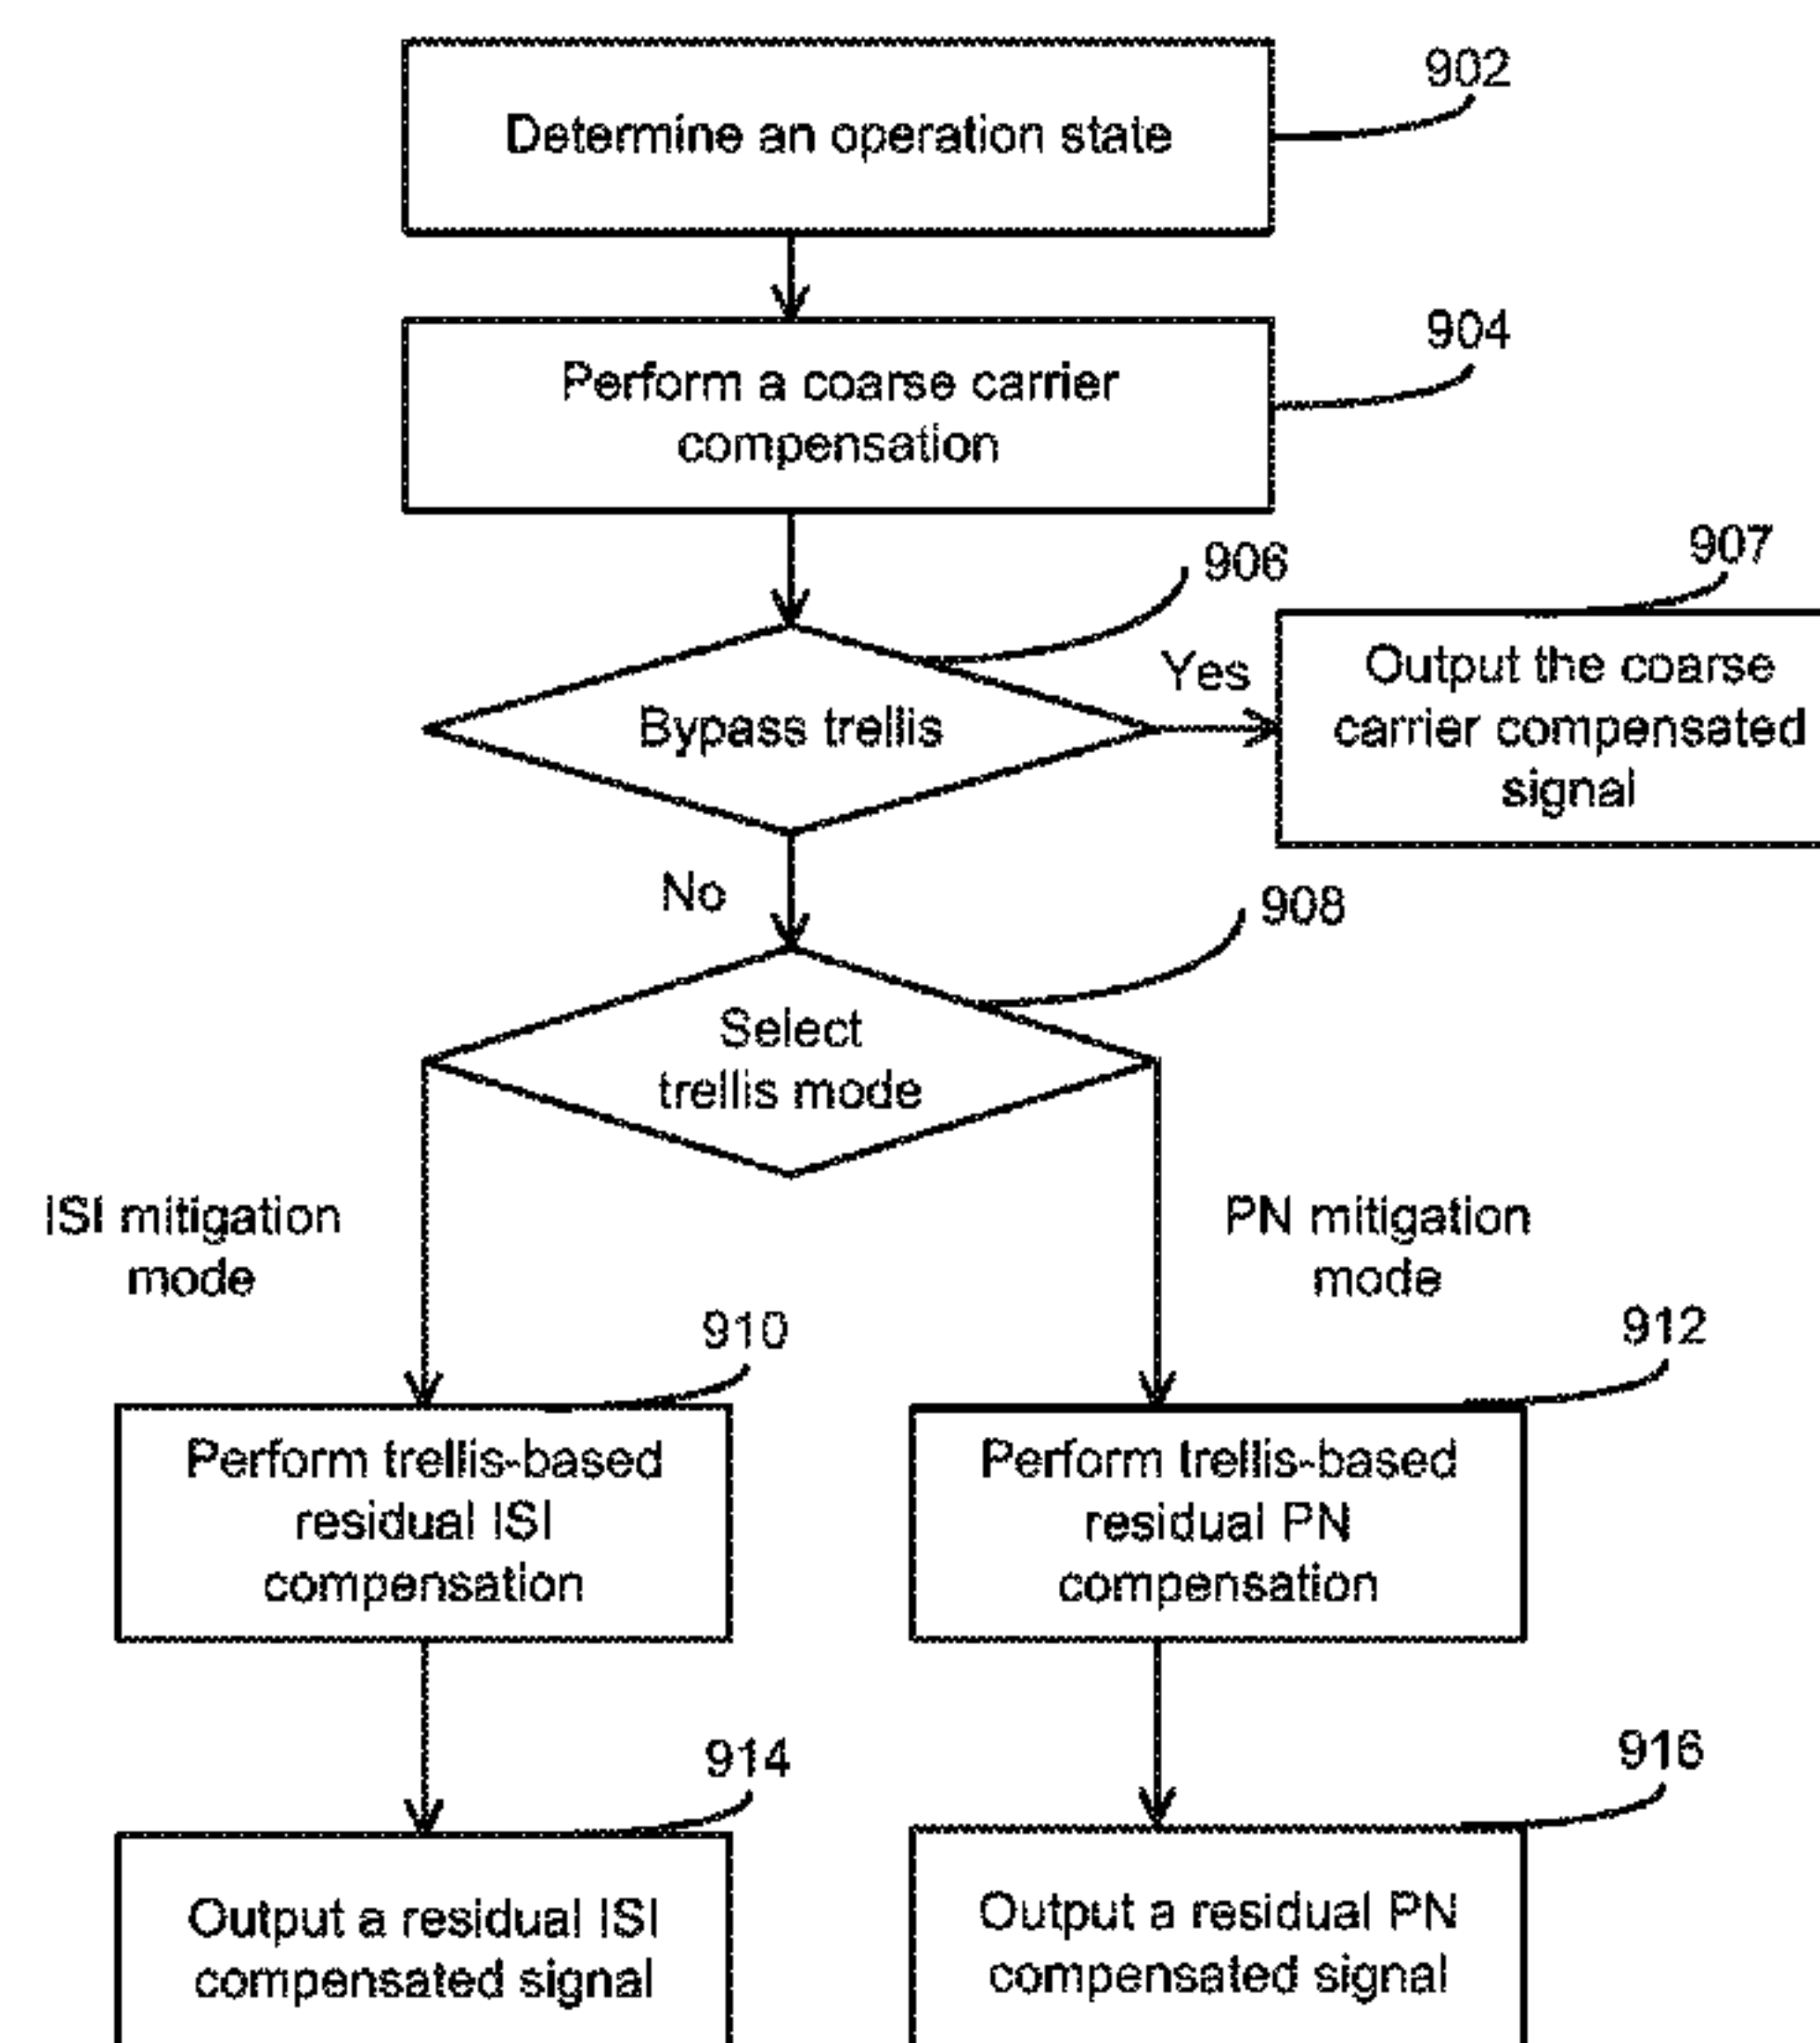 902
Determine an operation state
904
Perform a coarse carrier
compensation
906
907
Yes
Output the coarse
carrier compensated
signal
Bypass trellis
No
908
Select
trellis mode
ISI mitigation
mode
PN mitigation
mode
910
912
Perform trellis-based
residual ISI
compensation
Perform trellis-based
residual PN
compensation
914
916
Output a residual ISI
compensated signal
Output a residual PN
compensated signal